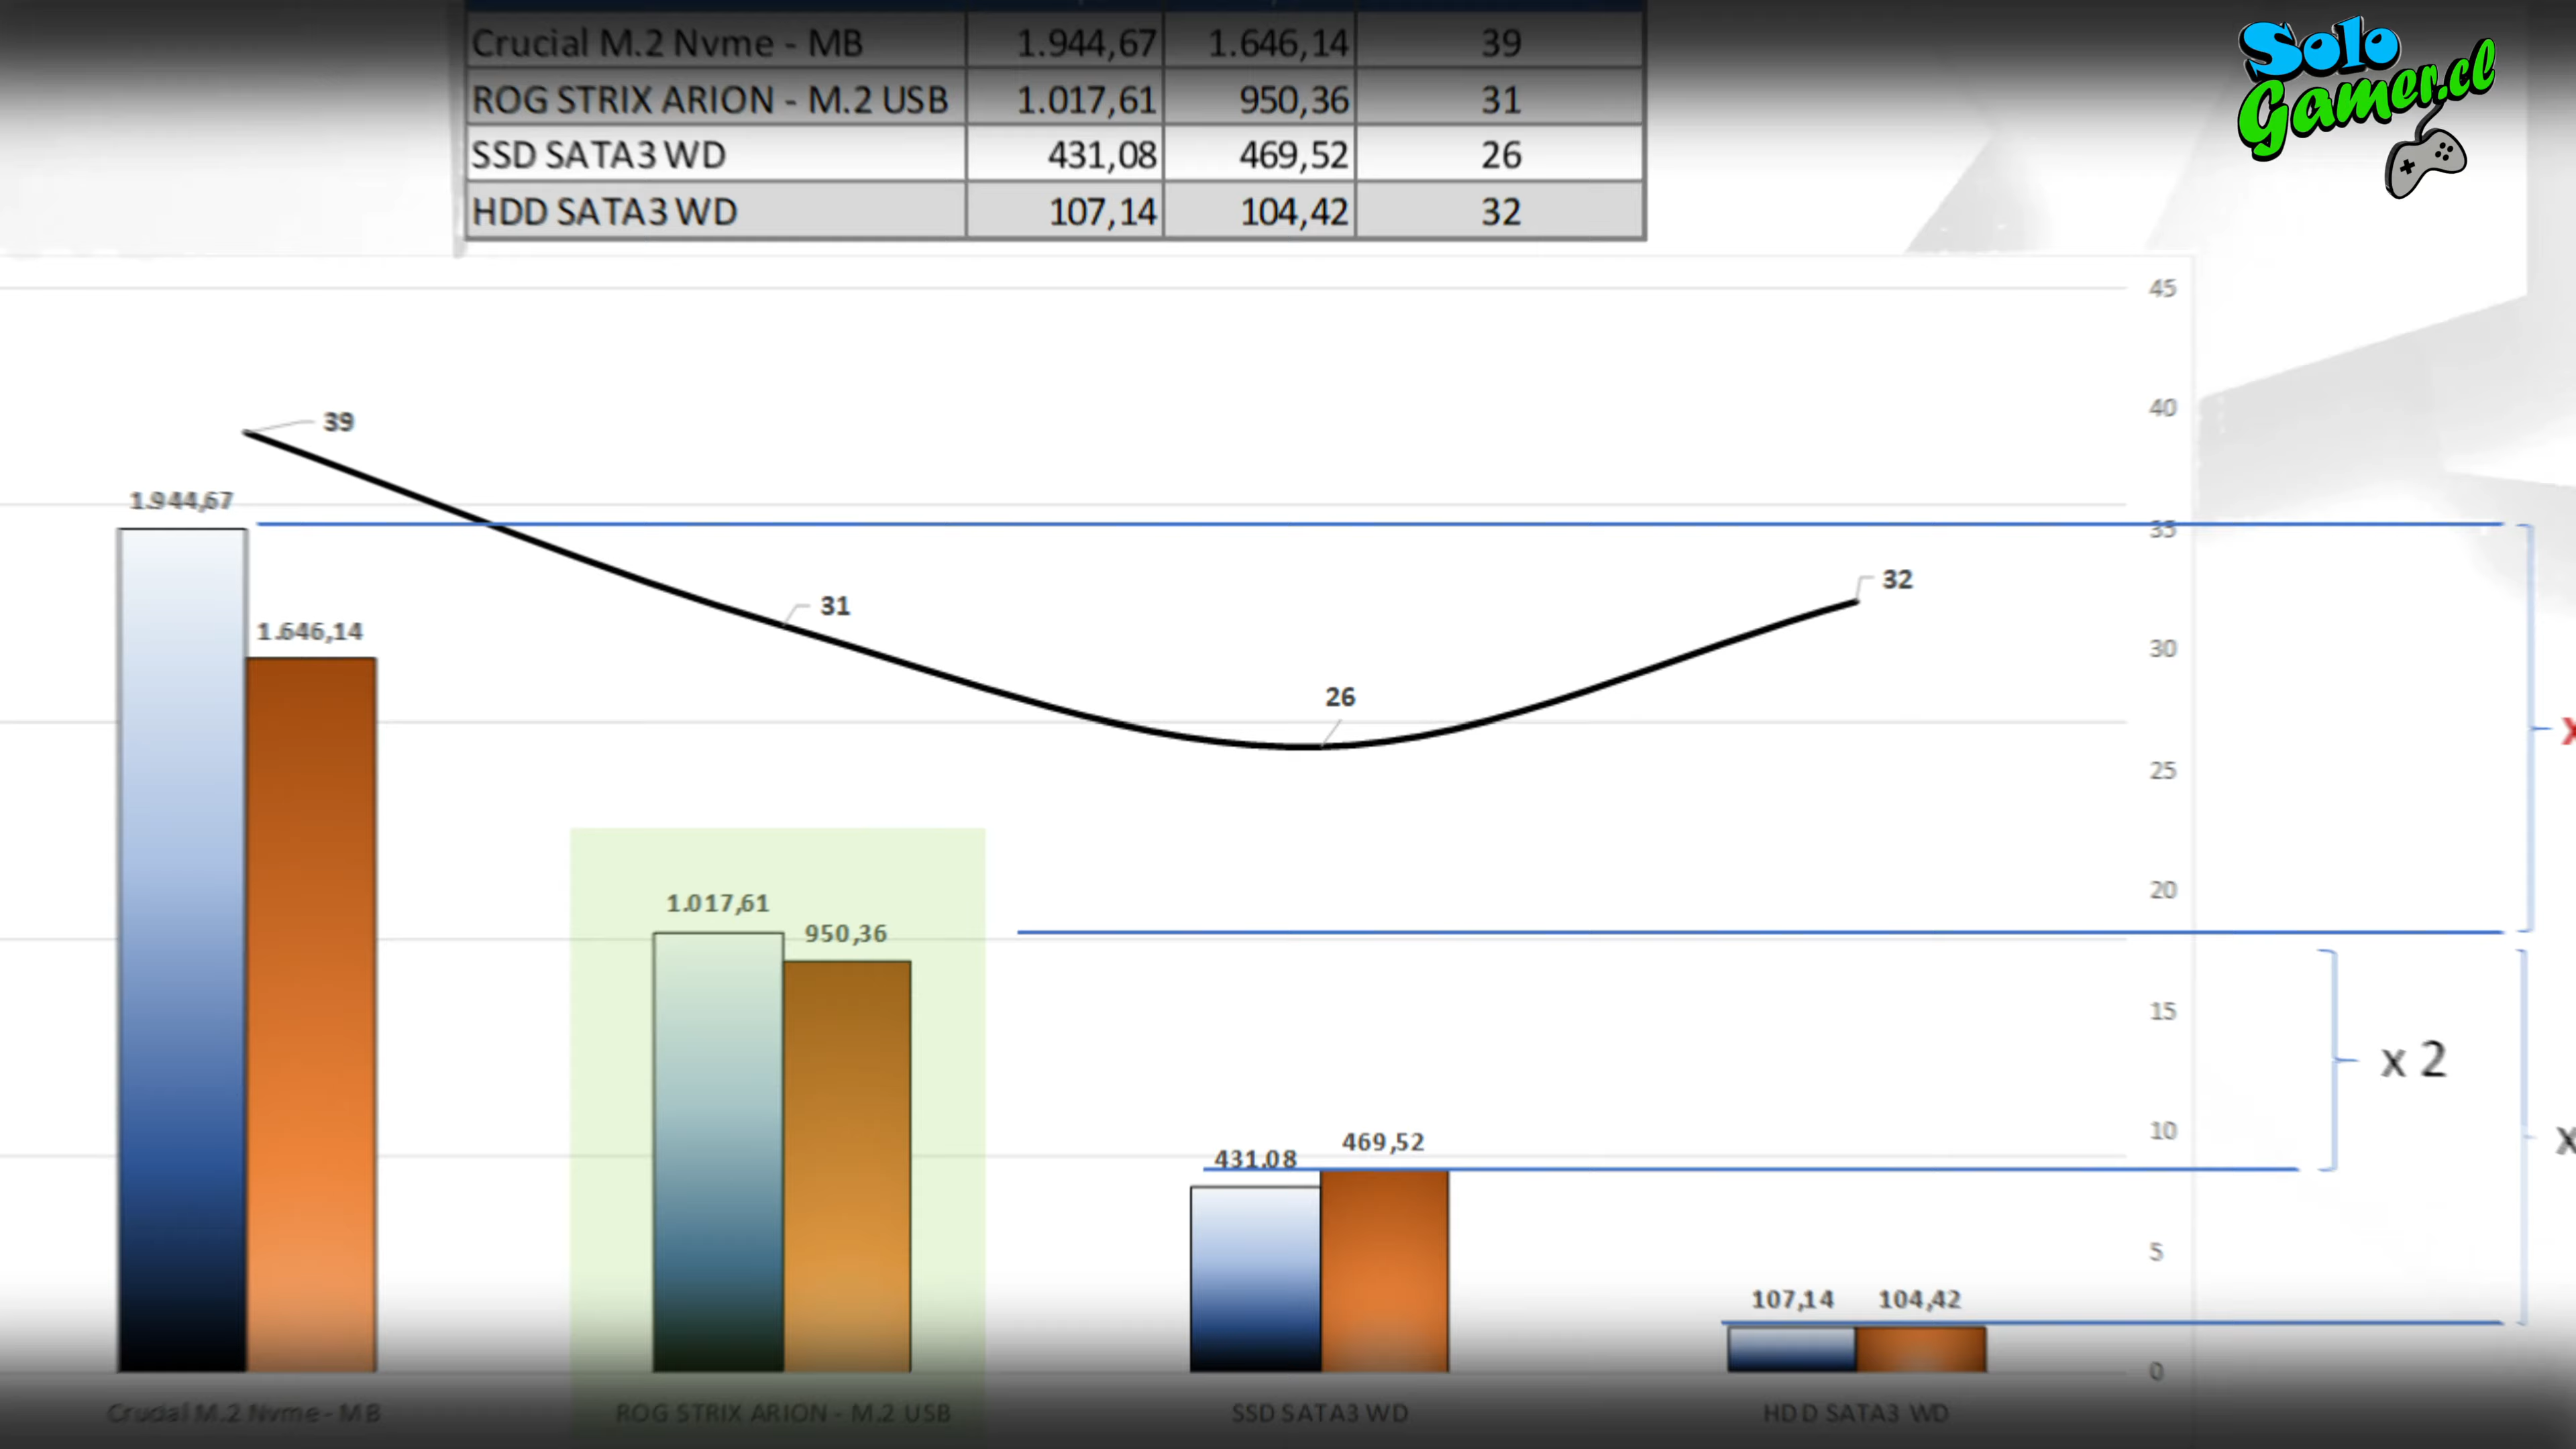 Solo
Gamer.cl
Crucial M.2 Nvme - MB 1.944,67 1.646,14 39
ROG STRIX ARION - M.2 USB 1.017,61 950,36 31
SSD SATA3 WD 431,08 469,52 26
HDD SATA3 WD 107,14 104,42 32
45
40
35
30
25
20
15
10
5
0
39
31
26
32
1.944,67
1.646,14
1.017,61
950,36
431,08
469,52
107,14
104,42
x
x 2
x
Crucial M.2 Nvme - MB
ROG STRIX ARION - M.2 USB
SSD SATA3 WD
HDD SATA3 WD